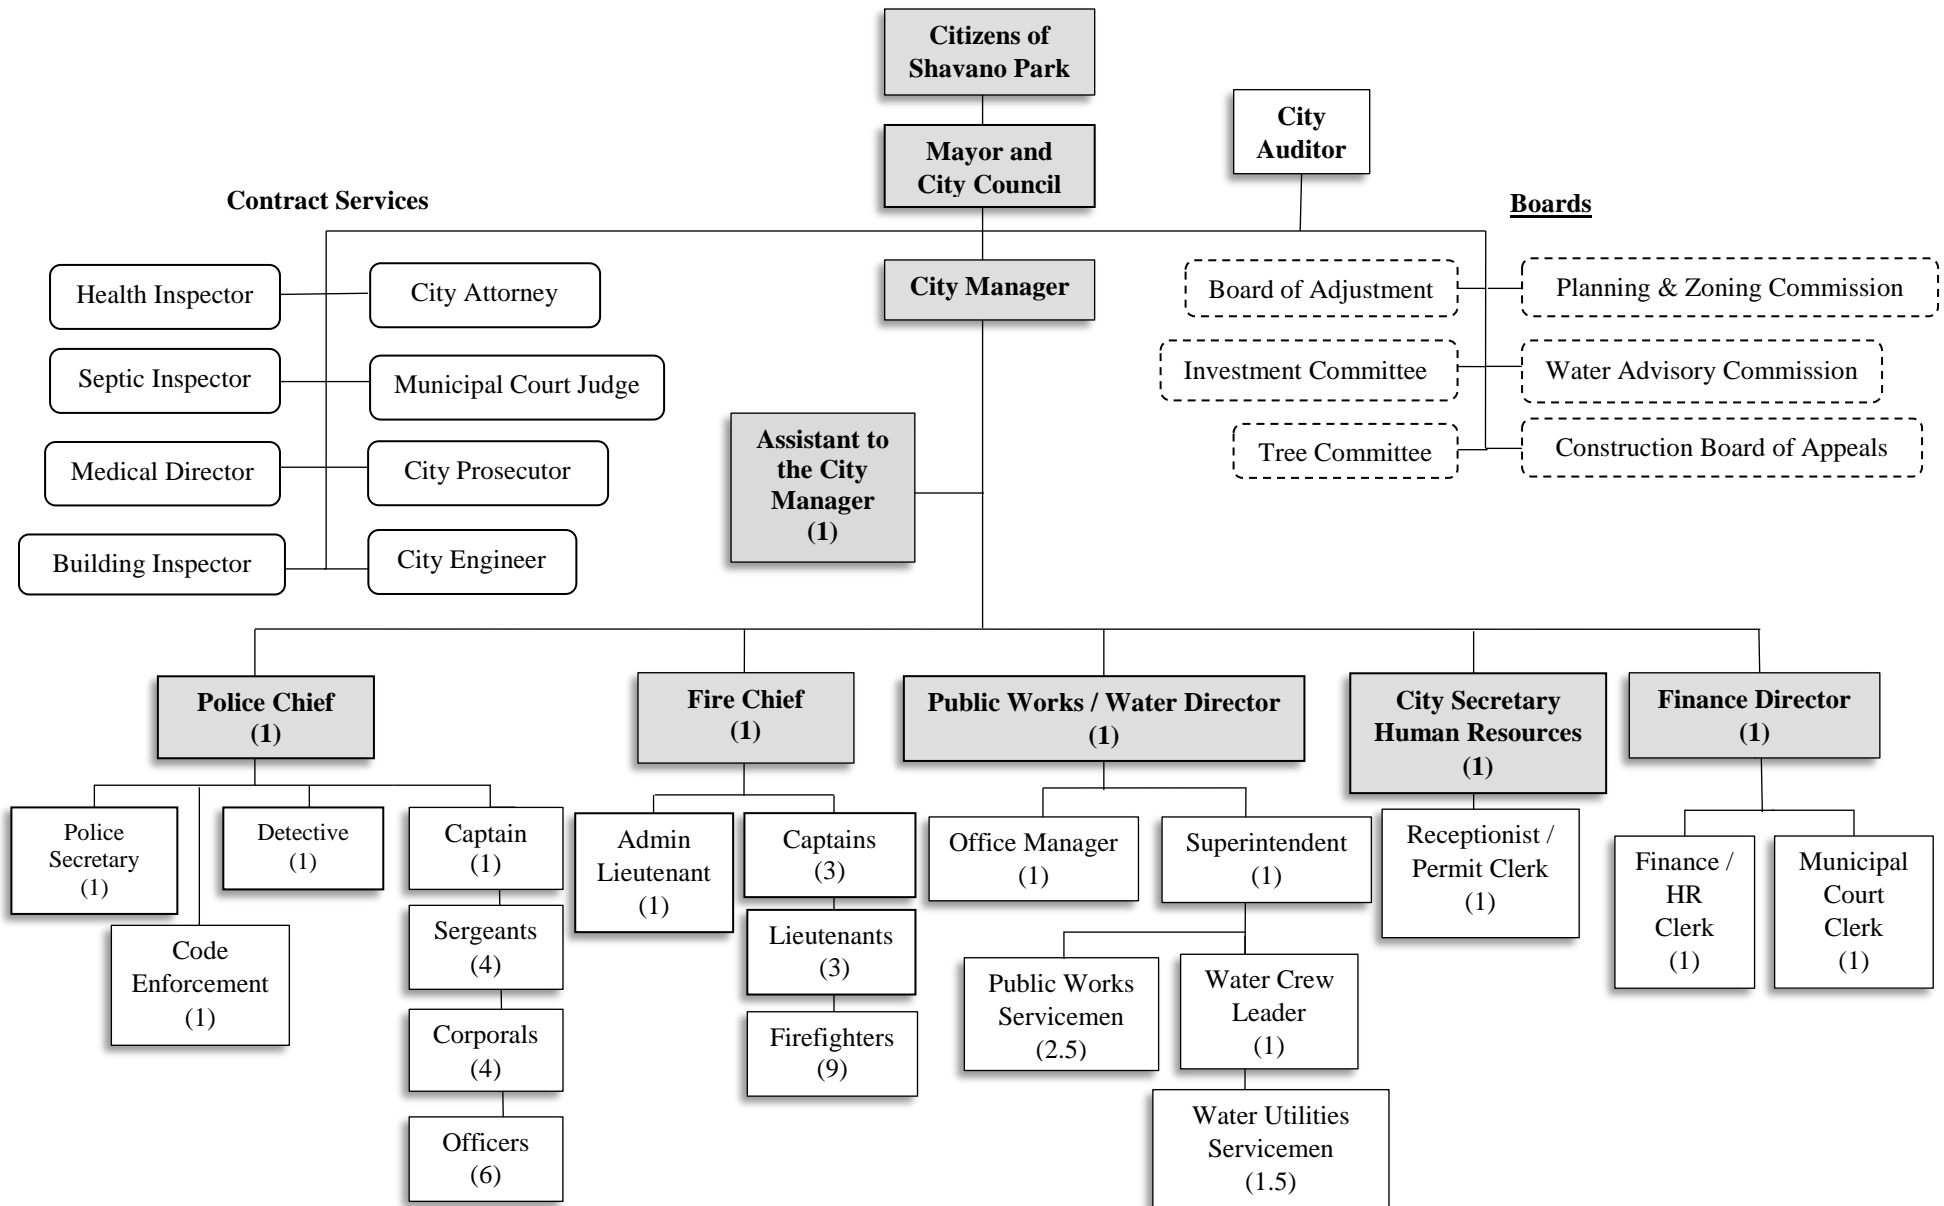 Citizens of
Shavano Park
Mayor and
City Council
City
Auditor
Contract Services
Boards
Health Inspector
City Attorney
City Manager
Board of Adjustment
Planning & Zoning Commission
Septic Inspector
Municipal Court Judge
Investment Committee
Water Advisory Commission
Assistant to
the City
Manager
(1)
Medical Director
City Prosecutor
Tree Committee
Construction Board of Appeals
Building Inspector
City Engineer
Police Chief
(1)
Fire Chief
(1)
Public Works / Water Director
(1)
City Secretary
Human Resources
(1)
Finance Director
(1)
Police
Secretary
(1)
Code
Enforcement
(1)
Detective
(1)
Captain
(1)
Sergeants
(4)
Corporals
(4)
Officers
(6)
Admin
Lieutenant
(1)
Captains
(3)
Lieutenants
(3)
Firefighters
(9)
Office Manager
(1)
Superintendent
(1)
Public Works
Servicemen
(2.5)
Water Crew
Leader
(1)
Water Utilities
Servicemen
(1.5)
Receptionist /
Permit Clerk
(1)
Finance /
HR
Clerk
(1)
Municipal
Court
Clerk
(1)